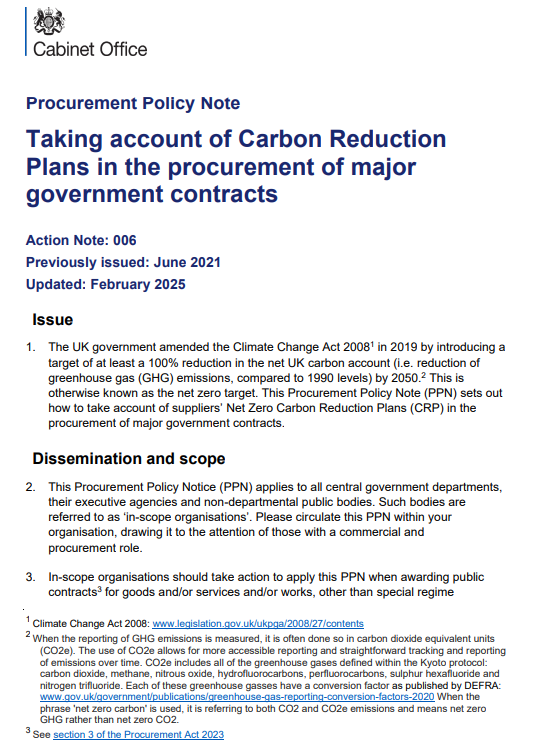 Cabinet Office
Procurement Policy Note
Taking account of Carbon Reduction
Plans in the procurement of major
government contracts
Action Note: 006
Previously issued: June 2021
Updated: February 2025
Issue
1. The UK government amended the Climate Change Act 2008¹ in 2019 by introducing a
target of at least a 100% reduction in the net UK carbon account (i.e. reduction of
greenhouse gas (GHG) emissions, compared to 1990 levels) by 2050.² This is
otherwise known as the net zero target. This Procurement Policy Note (PPN) sets out
how to take account of suppliers' Net Zero Carbon Reduction Plans (CRP) in the
procurement of major government contracts.
Dissemination and scope
2. This Procurement Policy Notice (PPN) applies to all central government departments,
their executive agencies and non-departmental public bodies. Such bodies are
referred to as 'in-scope organisations'. Please circulate this PPN within your
organisation, drawing it to the attention of those with a commercial and
procurement role.
3. In-scope organisations should take action to apply this PPN when awarding public
contracts³ for goods and/or services and/or works, other than special regime
.
¹ Climate Change Act 2008: www.legislation.gov.uk/ukpga/2008/27/contents
² When the reporting of GHG emissions is measured, it is often done so in carbon dioxide equivalent units
(CO2e). The use of CO2e allows for more accessible reporting and straightforward tracking and reporting
of emissions over time. CO2e includes all of the greenhouse gases defined within the Kyoto protocol:
carbon dioxide, methane, nitrous oxide, hydrofluorocarbons, perfluorocarbons, sulphur hexafluoride and
nitrogen trifluoride. Each of these greenhouse gasses have a conversion factor as published by DEFRA:
www.gov.uk/government/publications/greenhouse-gas-reporting-conversion-factors-2020 When the
phrase 'net zero carbon' is used, it is referring to both CO2 and CO2e emissions and means net zero
GHG rather than net zero CO2.
³ See section 3 of the Procurement Act 2023